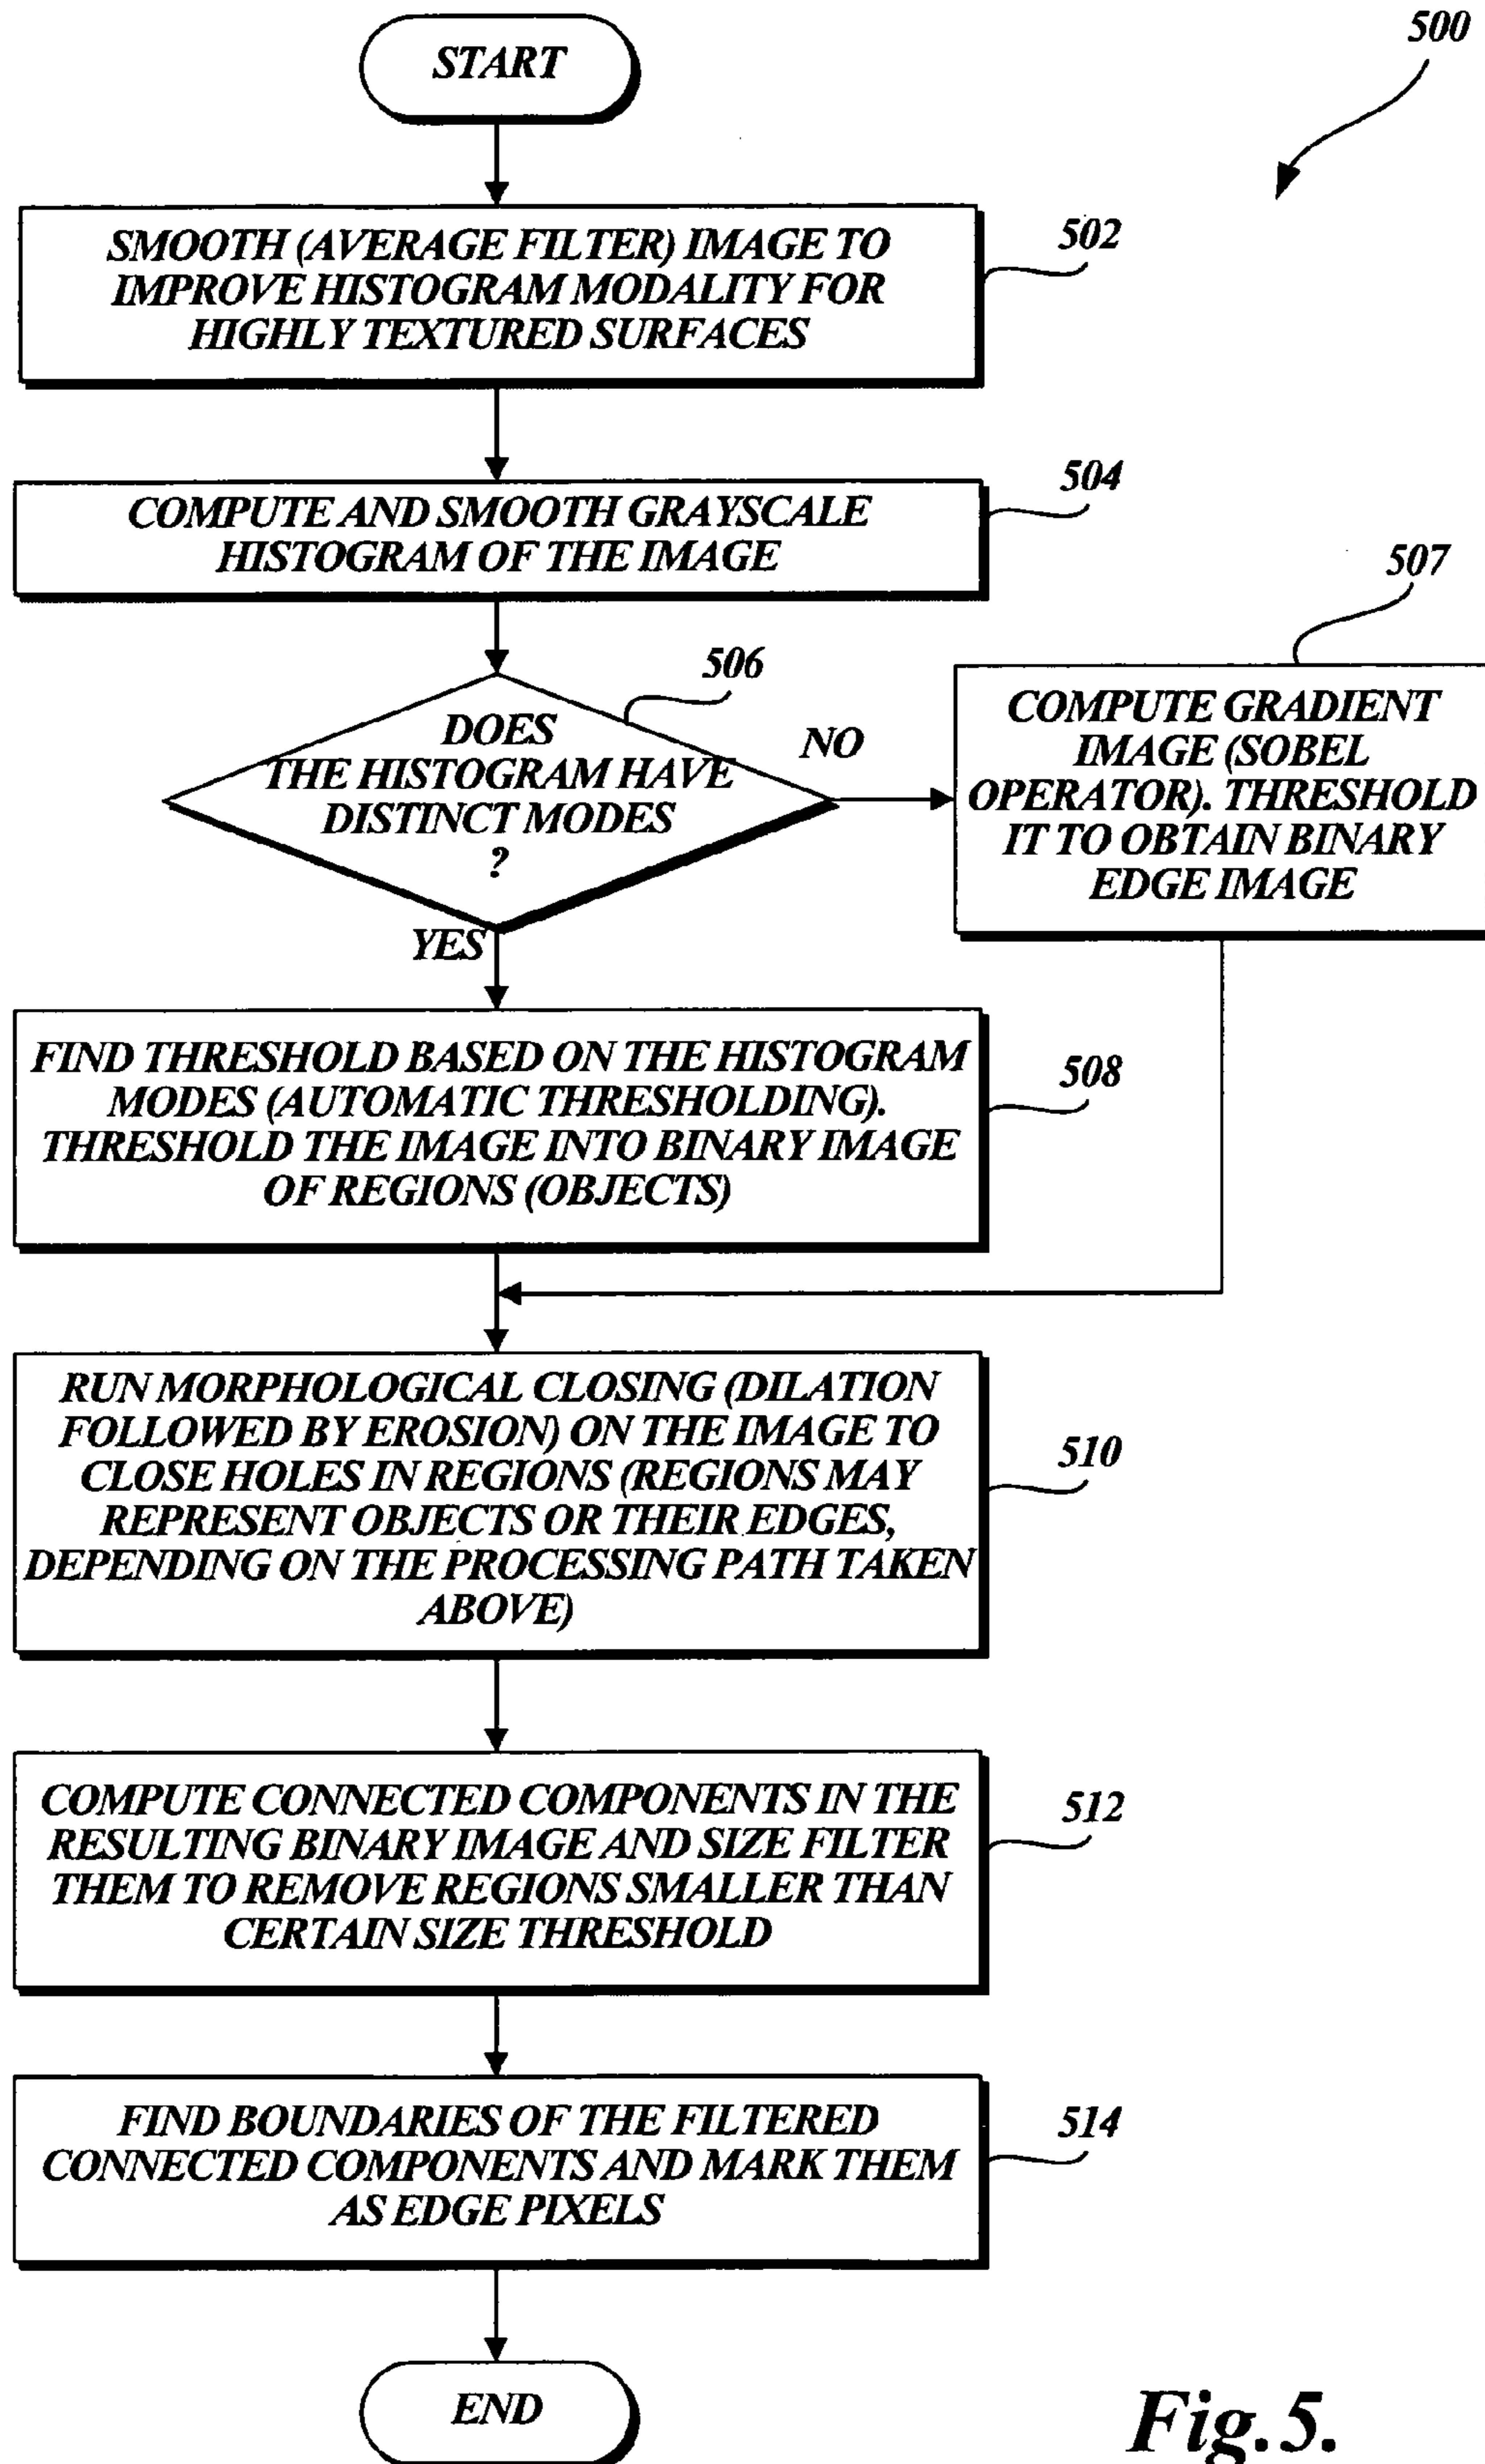 START
500
SMOOTH (AVERAGE FILTER) IMAGE TO
IMPROVE HISTOGRAM MODALITY FOR
HIGHLY TEXTURED SURFACES
502
COMPUTE AND SMOOTH GRAYSCALE
HISTOGRAM OF THE IMAGE
504
DOES
THE HISTOGRAM HAVE
DISTINCT MODES
?
506
NO
YES
COMPUTE GRADIENT
IMAGE (SOBEL
OPERATOR). THRESHOLD
IT TO OBTAIN BINARY
EDGE IMAGE
507
FIND THRESHOLD BASED ON THE HISTOGRAM
MODES (AUTOMATIC THRESHOLDING).
THRESHOLD THE IMAGE INTO BINARY IMAGE
OF REGIONS (OBJECTS)
508
RUN MORPHOLOGICAL CLOSING (DILATION
FOLLOWED BY EROSION) ON THE IMAGE TO
CLOSE HOLES IN REGIONS (REGIONS MAY
REPRESENT OBJECTS OR THEIR EDGES,
DEPENDING ON THE PROCESSING PATH TAKEN
ABOVE)
510
COMPUTE CONNECTED COMPONENTS IN THE
RESULTING BINARY IMAGE AND SIZE FILTER
THEM TO REMOVE REGIONS SMALLER THAN
CERTAIN SIZE THRESHOLD
512
FIND BOUNDARIES OF THE FILTERED
CONNECTED COMPONENTS AND MARK THEM
AS EDGE PIXELS
514
END
Fig.5.